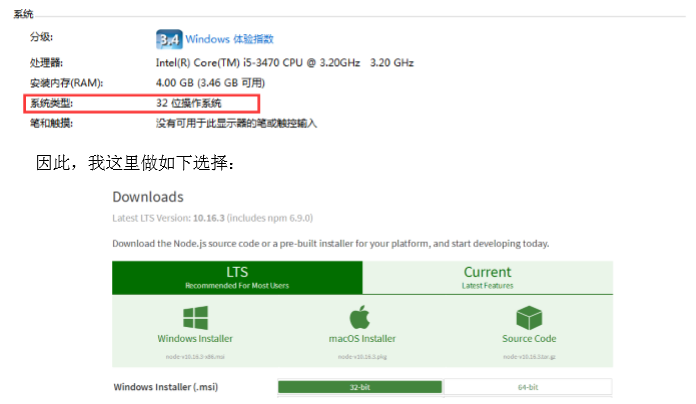 系统
分级:
3.4 Windows 体验指数
处理器: Intel(R) Core(TM) i5-3470 CPU @ 3.20GHz 3.20 GHz
安装内存(RAM): 4.00 GB (3.46 GB 可用)
系统类型: 32 位操作系统
笔和触摸: 没有可用于此显示器的笔或触控输入
因此，我这里做如下选择：
Downloads
Latest LTS Version: 10.16.3 (includes npm 6.9.0)
Download the Node.js source code or a pre-built installer for your platform, and start developing today.
LTS
Recommended For Most Users
Current
Latest Features
Windows Installer
node-v10.16.3-x86.msi
macOS Installer
node-v10.16.3.pkg
Source Code
node-v10.16.3.tar.gz
Windows Installer (.msi) 32-bit 64-bit